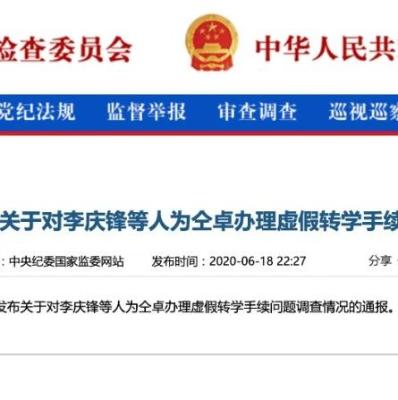 检查委员会 中华人民共
党纪法规 监督举报 审查调查 巡视巡察
关于对李庆锋等人为仝卓办理虚假转学手续
：中央纪委国家监委网站 发布时间：2020-06-18 22:27 分享
发布关于对李庆锋等人为仝卓办理虚假转学手续问题调查情况的通报。